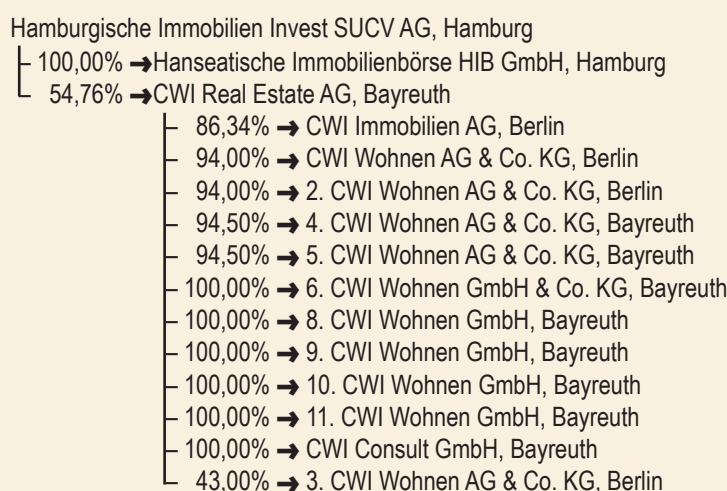 Hamburgische Immobilien Invest SUCV AG, Hamburg
100,00% → Hanseatische Immobilienbörse HIB GmbH, Hamburg
54,76% → CWI Real Estate AG, Bayreuth
86,34% → CWI Immobilien AG, Berlin
94,00% → CWI Wohnen AG & Co. KG, Berlin
94,00% → 2. CWI Wohnen AG & Co. KG, Berlin
94,50% → 4. CWI Wohnen AG & Co. KG, Bayreuth
94,50% → 5. CWI Wohnen AG & Co. KG, Bayreuth
100,00% → 6. CWI Wohnen GmbH & Co. KG, Bayreuth
100,00% → 8. CWI Wohnen GmbH, Bayreuth
100,00% → 9. CWI Wohnen GmbH, Bayreuth
100,00% → 10. CWI Wohnen GmbH, Bayreuth
100,00% → 11. CWI Wohnen GmbH, Bayreuth
100,00% → CWI Consult GmbH, Bayreuth
43,00% → 3. CWI Wohnen AG & Co. KG, Berlin